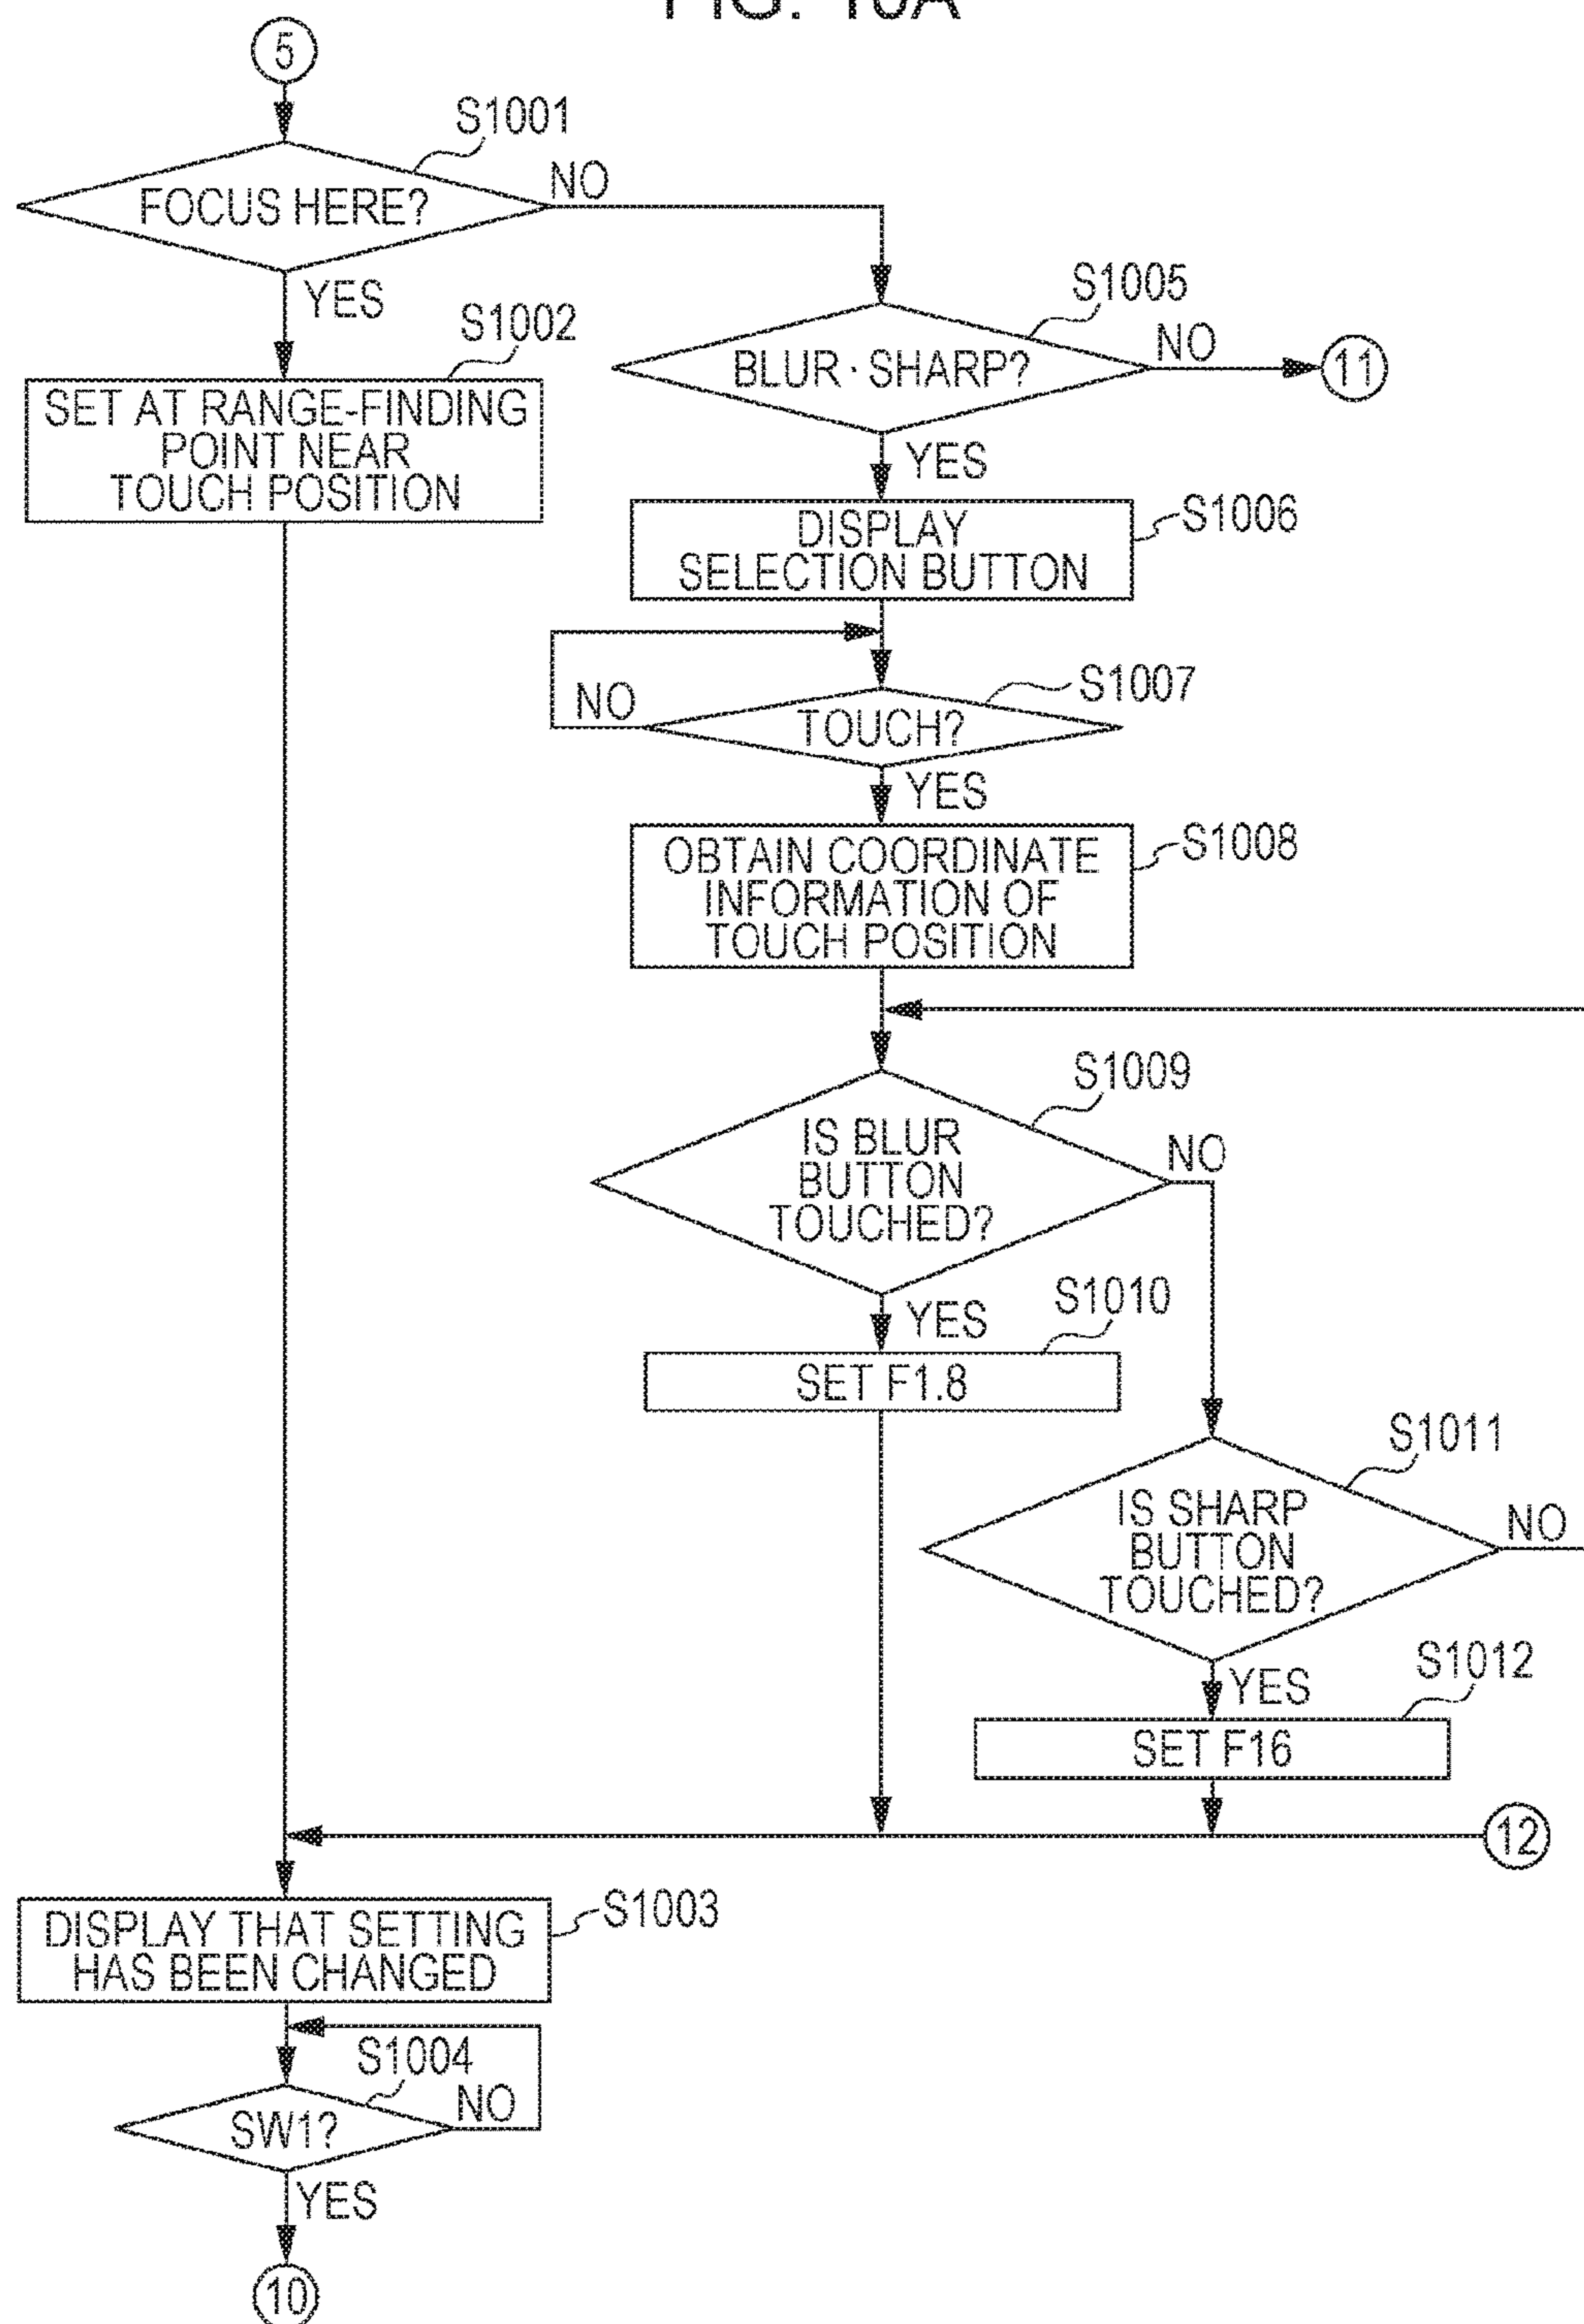 FIG. 10A
5
S1001
FOCUS HERE?
NO
YES
S1002
SET AT RANGE-FINDING
POINT NEAR
TOUCH POSITION
S1005
BLUR · SHARP?
NO
11
YES
S1006
DISPLAY
SELECTION BUTTON
S1007
TOUCH?
NO
YES
S1008
OBTAIN COORDINATE
INFORMATION OF
TOUCH POSITION
S1009
IS BLUR
BUTTON
TOUCHED?
NO
YES
S1010
SET F1.8
S1011
IS SHARP
BUTTON
TOUCHED?
NO
YES
S1012
SET F16
12
S1003
DISPLAY THAT SETTING
HAS BEEN CHANGED
S1004
SW1?
NO
YES
10